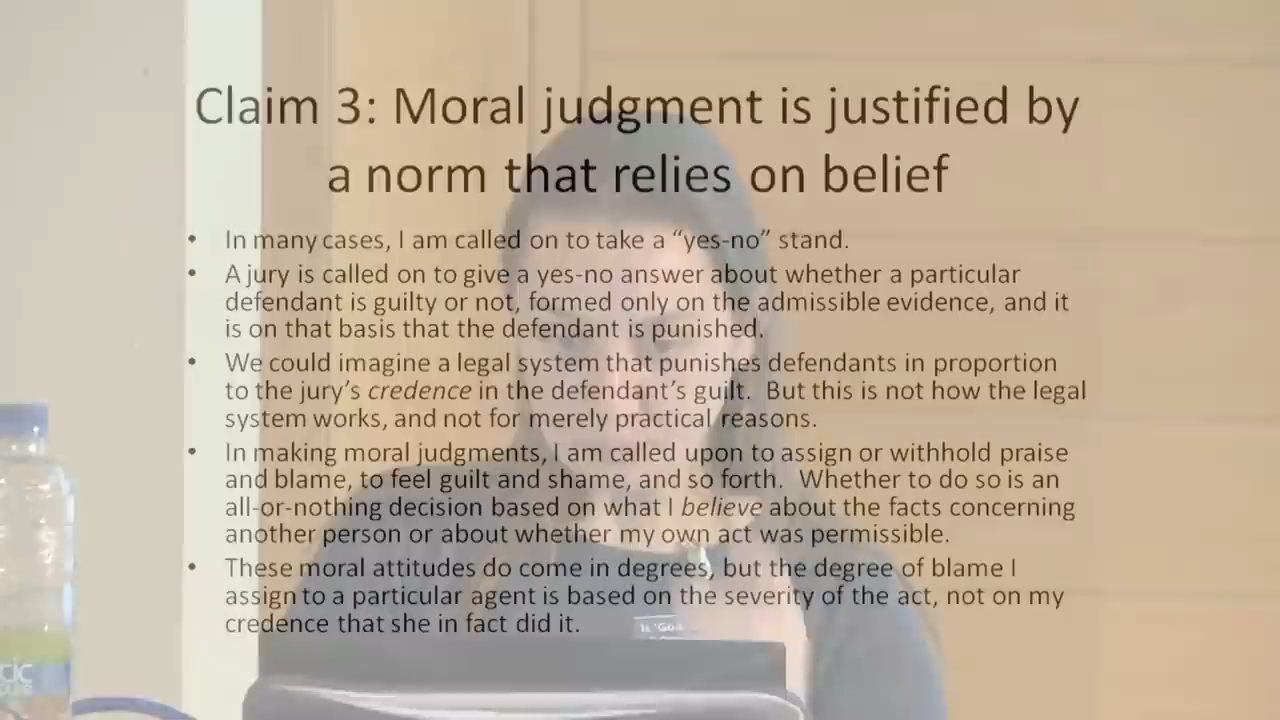 Claim 3: Moral judgment is justified by
a norm that relies on belief
• In many cases, I am called on to take a “yes-no” stand.
• A jury is called on to give a yes-no answer about whether a particular
defendant is guilty or not, formed only on the admissible evidence, and it
is on that basis that the defendant is punished.
• We could imagine a legal system that punishes defendants in proportion
to the jury’s credence in the defendant’s guilt.  But this is not how the legal
system works, and not for merely practical reasons.
• In making moral judgments, I am called upon to assign or withhold praise
and blame, to feel guilt and shame, and so forth.  Whether to do so is an
all-or-nothing decision based on what I believe about the facts concerning
another person or about whether my own act was permissible.
• These moral attitudes do come in degrees, but the degree of blame I
assign to a particular agent is based on the severity of the act, not on my
credence that she in fact did it.